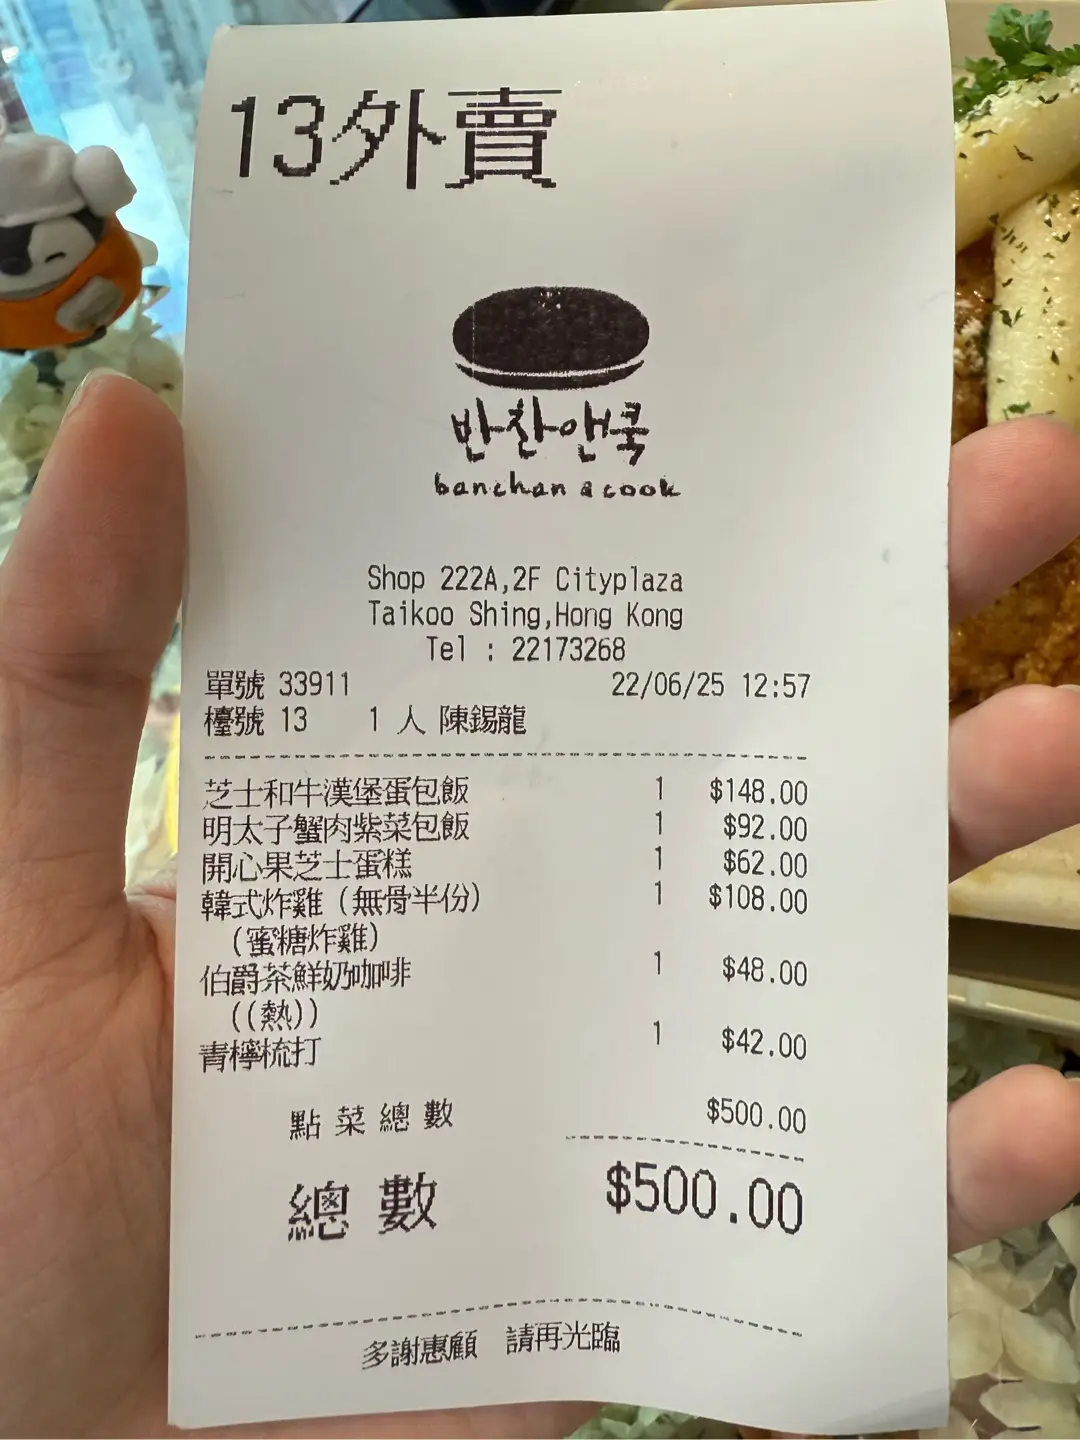 13外賣
반찬앤쿡
banchan & cook
Shop 222A,2F Cityplaza
Taikoo Shing,Hong Kong
Tel : 22173268
單號 33911 22/06/25 12:57
檯號 13 1 人 陳錫龍
芝士和牛漢堡蛋包飯 1 $148.00
明太子蟹肉紫菜包飯 1 $92.00
開心果芝士蛋糕 1 $62.00
韓式炸雞(無骨半份) 1 $108.00
(蜜糖炸雞)
伯爵茶鮮奶咖啡 1 $48.00
((熱))
青檸梳打 1 $42.00
點菜總數 $500.00
總數 $500.00
多謝惠顧 請再光臨